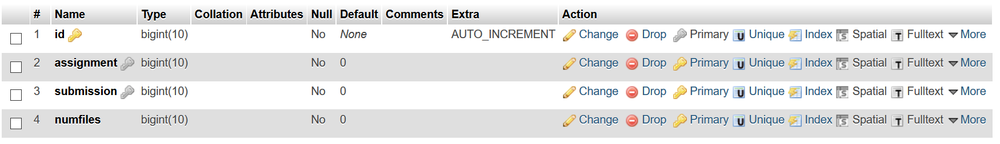 # Name Type Collation Attributes Null Default Comments Extra Action
1 id bigint(10) No None AUTO_INCREMENT Change Drop Primary Unique Index Spatial Fulltext More
2 assignment bigint(10) No 0 Change Drop Primary Unique Index Spatial Fulltext More
3 submission bigint(10) No 0 Change Drop Primary Unique Index Spatial Fulltext More
4 numfiles bigint(10) No 0 Change Drop Primary Unique Index Spatial Fulltext More